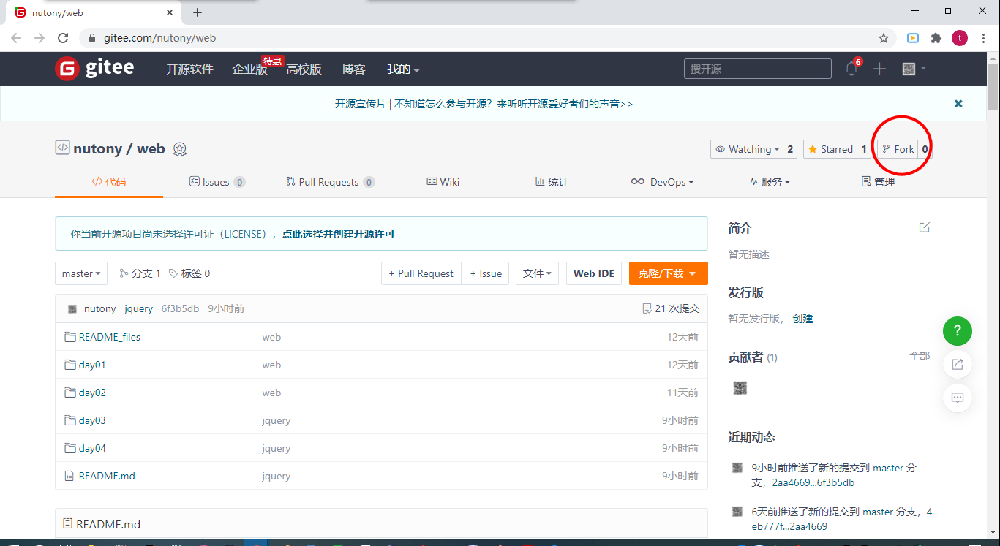 nutony/web
gitee.com/nutony/web
t
gitee 开源软件 企业版 特惠 高校版 博客 我的 搜开源 6
开源宣传片 | 不知道怎么参与开源？来听听开源爱好者们的声音>>
nutony / web Watching 2 Starred 1 Fork 0
代码 Issues 0 Pull Requests 0 Wiki 统计 DevOps 服务 管理
你当前开源项目尚未选择许可证（LICENSE），点此选择并创建开源许可
master 分支 1 标签 0 + Pull Request + Issue 文件 Web IDE 克隆/下载
nutony jquery 6f3b5db 9小时前 21 次提交
README_files web 12天前
day01 web 12天前
day02 web 11天前
day03 jquery 9小时前
day04 jquery 9小时前
README.md jquery 9小时前
README.md
简介
暂无描述
发行版
暂无发行版，创建
贡献者 (1) 全部
近期动态
9小时前推送了新的提交到 master 分
支，2aa4669...6f3b5db
6天前推送了新的提交到 master 分支，4
eb777f...2aa4669
?